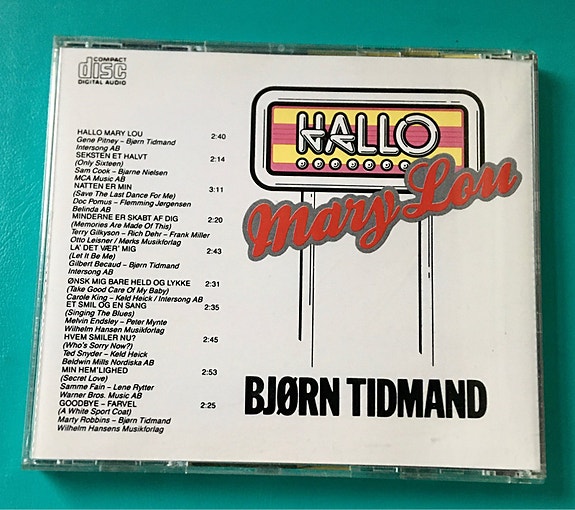 COMPACT
disc
DIGITAL AUDIO
HALLO MARY LOU 2:40
Gene Pitney – Bjørn Tidmand
Intersong AB
SEKSTEN ET HALVT 2:14
(Only Sixteen)
Sam Cook – Bjarne Nielsen
MCA Music AB
NATTEN ER MIN 3:11
(Save The Last Dance For Me)
Doc Pomus – Flemming Jørgensen
Belinda AB
MINDERNE ER SKABT AF DIG 2:20
(Memories Are Made Of This)
Terry Gilkyson – Rich Dehr – Frank Miller
Otto Leisner / Mørks Musikforlag
LA' DET VÆR' MIG 2:43
(Let It Be Me)
Gilbert Becaud – Bjørn Tidmand
Intersong AB
ØNSK MIG BARE HELD OG LYKKE 2:31
(Take Good Care Of My Baby)
Carole King – Keld Heick / Intersong AB
ET SMIL OG EN SANG 2:35
(Singing The Blues)
Melvin Endsley – Peter Mynte
Wilhelm Hansen Musikforlag
HVEM SMILER NU? 2:45
(Who's Sorry Now?)
Ted Snyder – Keld Heick
Beldwin Mills Nordiska AB
MIN HEM'LIGHED 2:53
(Secret Love)
Samme Fain – Lene Rytter
Warner Bros. Music AB
GOODBYE – FARVEL 2:25
(A White Sport Coat)
Marty Robbins – Bjørn Tidmand
Wilhelm Hansens Musikforlag
HALLO
Mary Lou
BJØRN TIDMAND